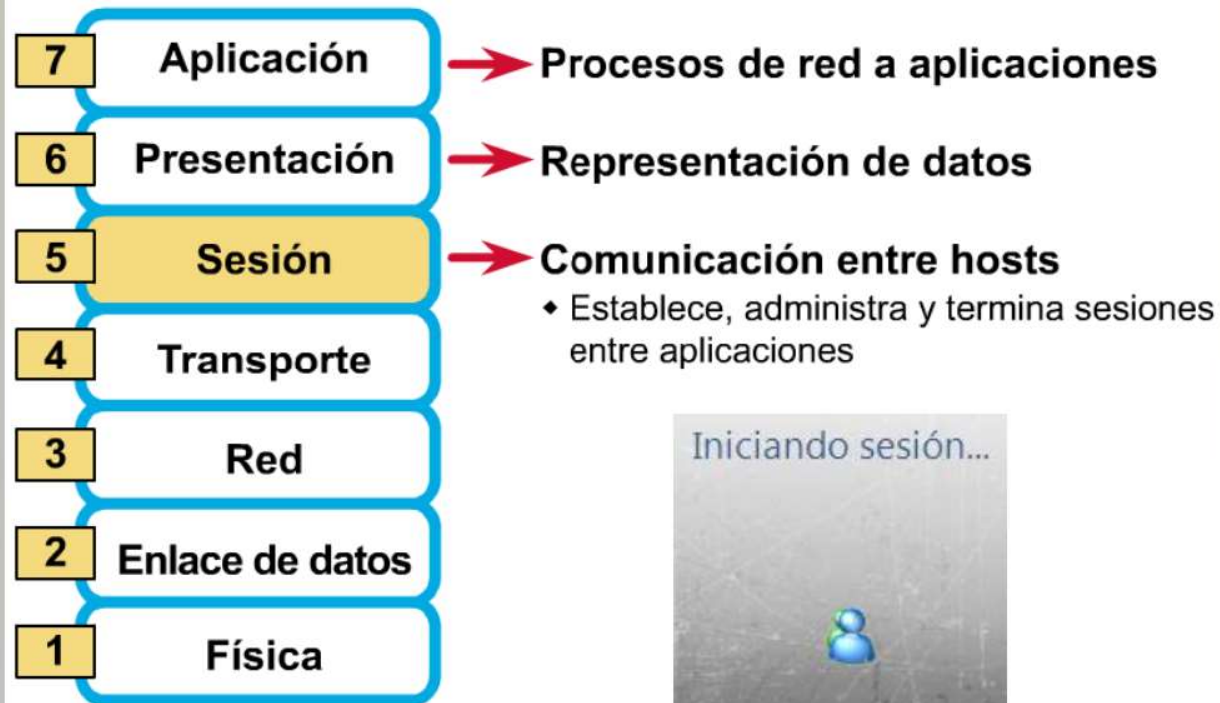 7 Aplicación Procesos de red a aplicaciones
6 Presentación Representación de datos
5 Sesión Comunicación entre hosts
◆ Establece, administra y termina sesiones
entre aplicaciones
4 Transporte
3 Red
Iniciando sesión...
2 Enlace de datos
1 Física